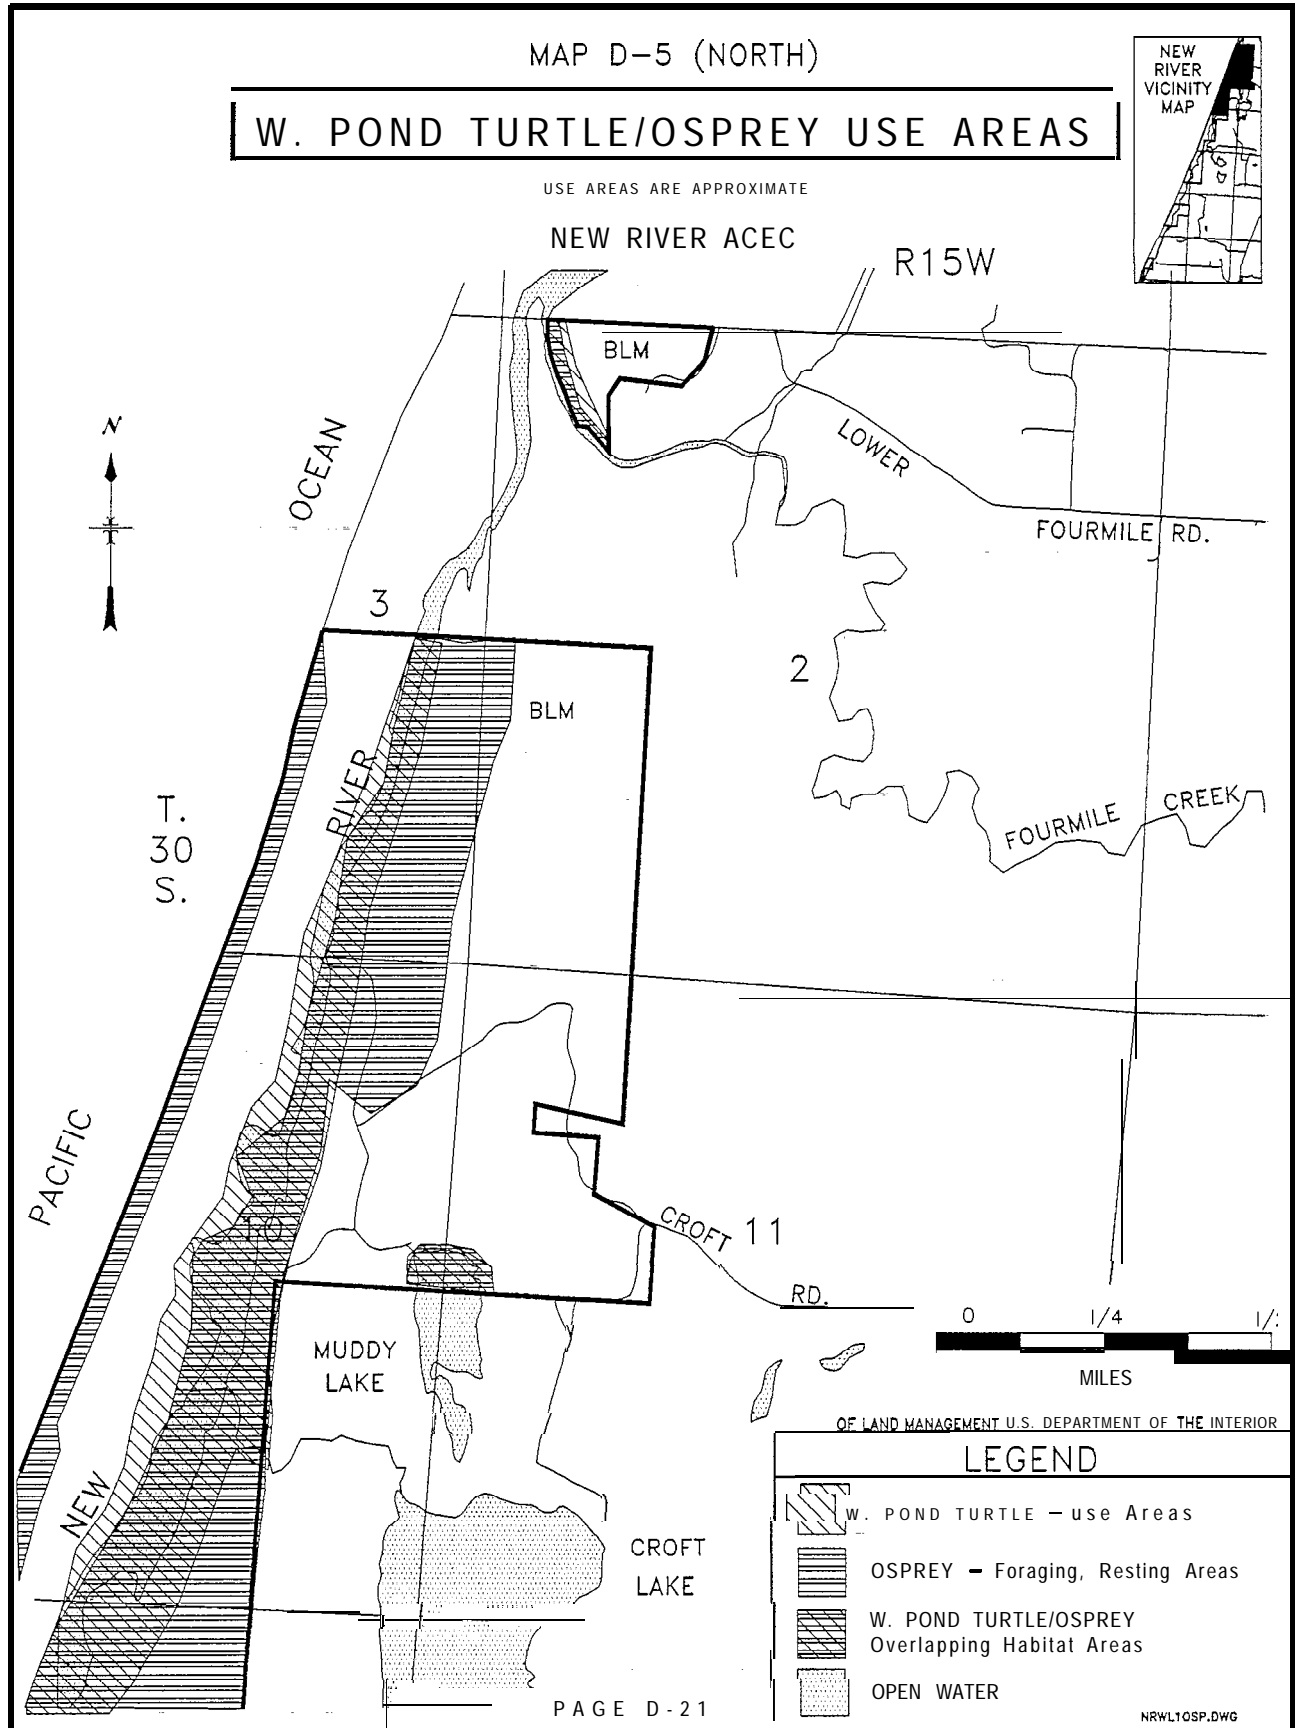 MAP D-5 (NORTH)
W. POND TURTLE/OSPREY USE AREAS
USE AREAS ARE APPROXIMATE
NEW RIVER ACEC
NEW
RIVER
VICINITY
MAP
R15W
BLM
N
OCEAN
LOWER
FOURMILE RD.
3
2
BLM
RIVER
T.
30
S.
FOURMILE
CREEK
PACIFIC
10
CROFT
11
RD.
0 1/4
MILES
MUDDY
LAKE
NEW
CROFT
LAKE
OF LAND MANAGEMENT U.S. DEPARTMENT OF THE INTERIOR
LEGEND
W. POND TURTLE – use Areas
OSPREY – Foraging, Resting Areas
W. POND TURTLE/OSPREY
Overlapping Habitat Areas
OPEN WATER
PAGE D-21
NRWL1OSP.DWG